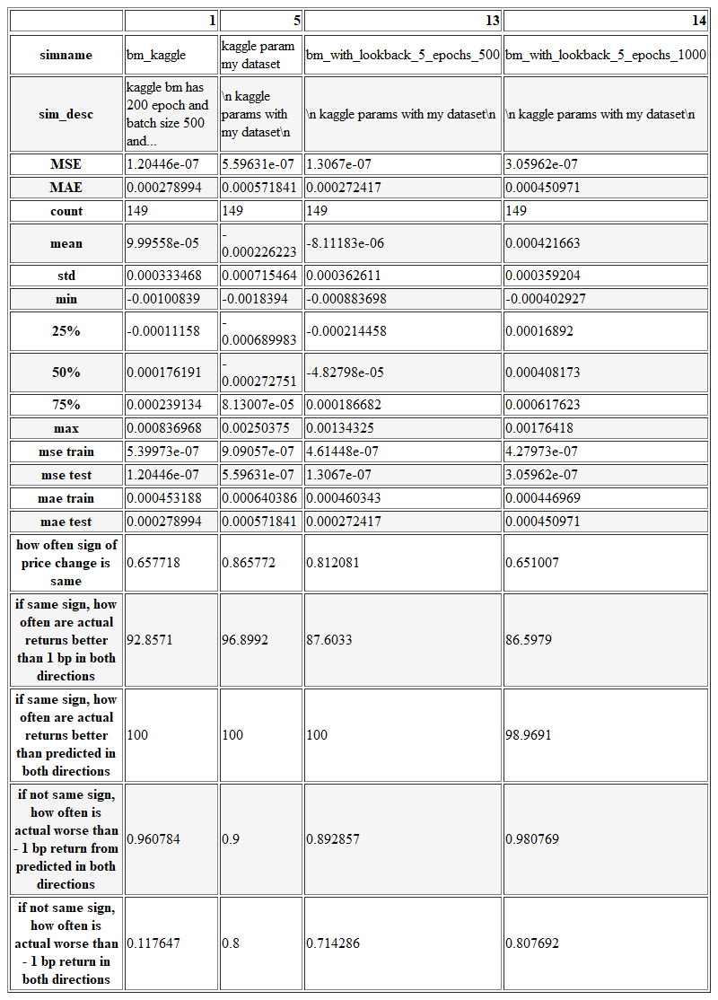 1 5 13 14
simname bm_kaggle kaggle param my dataset bm_with_lookback_5_epochs_500 bm_with_lookback_5_epochs_1000
sim_desc kaggle bm has 200 epoch and batch size 500 and... \n kaggle params with my dataset\n \n kaggle params with my dataset\n \n kaggle params with my dataset\n
MSE 1.20446e-07 5.59631e-07 1.3067e-07 3.05962e-07
MAE 0.000278994 0.000571841 0.000272417 0.000450971
count 149 149 149 149
mean 9.99558e-05 -0.000226223 -8.11183e-06 0.000421663
std 0.000333468 0.000715464 0.000362611 0.000359204
min -0.00100839 -0.0018394 -0.000883698 -0.000402927
25% -0.00011158 -0.000689983 -0.000214458 0.00016892
50% 0.000176191 -0.000272751 -4.82798e-05 0.000408173
75% 0.000239134 8.13007e-05 0.000186682 0.000617623
max 0.000836968 0.00250375 0.00134325 0.00176418
mse train 5.39973e-07 9.09057e-07 4.61448e-07 4.27973e-07
mse test 1.20446e-07 5.59631e-07 1.3067e-07 3.05962e-07
mae train 0.000453188 0.000640386 0.000460343 0.000446969
mae test 0.000278994 0.000571841 0.000272417 0.000450971
how often sign of price change is same 0.657718 0.865772 0.812081 0.651007
if same sign, how often are actual returns better than 1 bp in both directions 92.8571 96.8992 87.6033 86.5979
if same sign, how often are actual returns better than predicted in both directions 100 100 100 98.9691
if not same sign, how often is actual worse than - 1 bp return from predicted in both directions 0.960784 0.9 0.892857 0.980769
if not same sign, how often is actual worse than - 1 bp return in both directions 0.117647 0.8 0.714286 0.807692